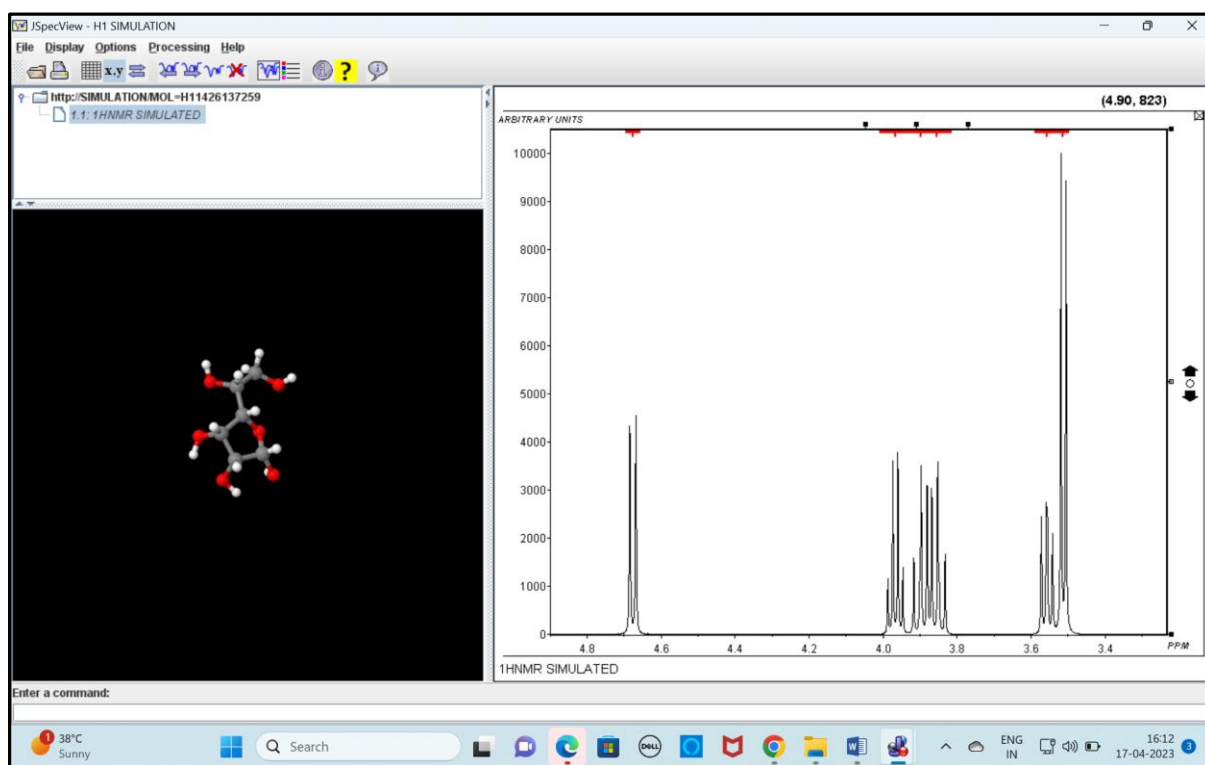 JSpecView - H1 SIMULATION
File Display Options Processing Help
x,y
?
http://SIMULATION/MOL=H11426137259
1.1: 1HNMR SIMULATED
(4.90, 823)
ARBITRARY UNITS
10000
9000
8000
7000
6000
5000
4000
3000
2000
1000
0
4.8 4.6 4.4 4.2 4.0 3.8 3.6 3.4 PPM
1HNMR SIMULATED
Enter a command:
1
38°C
Sunny
Search
DELL
ENG
IN
16:12
17-04-2023
3